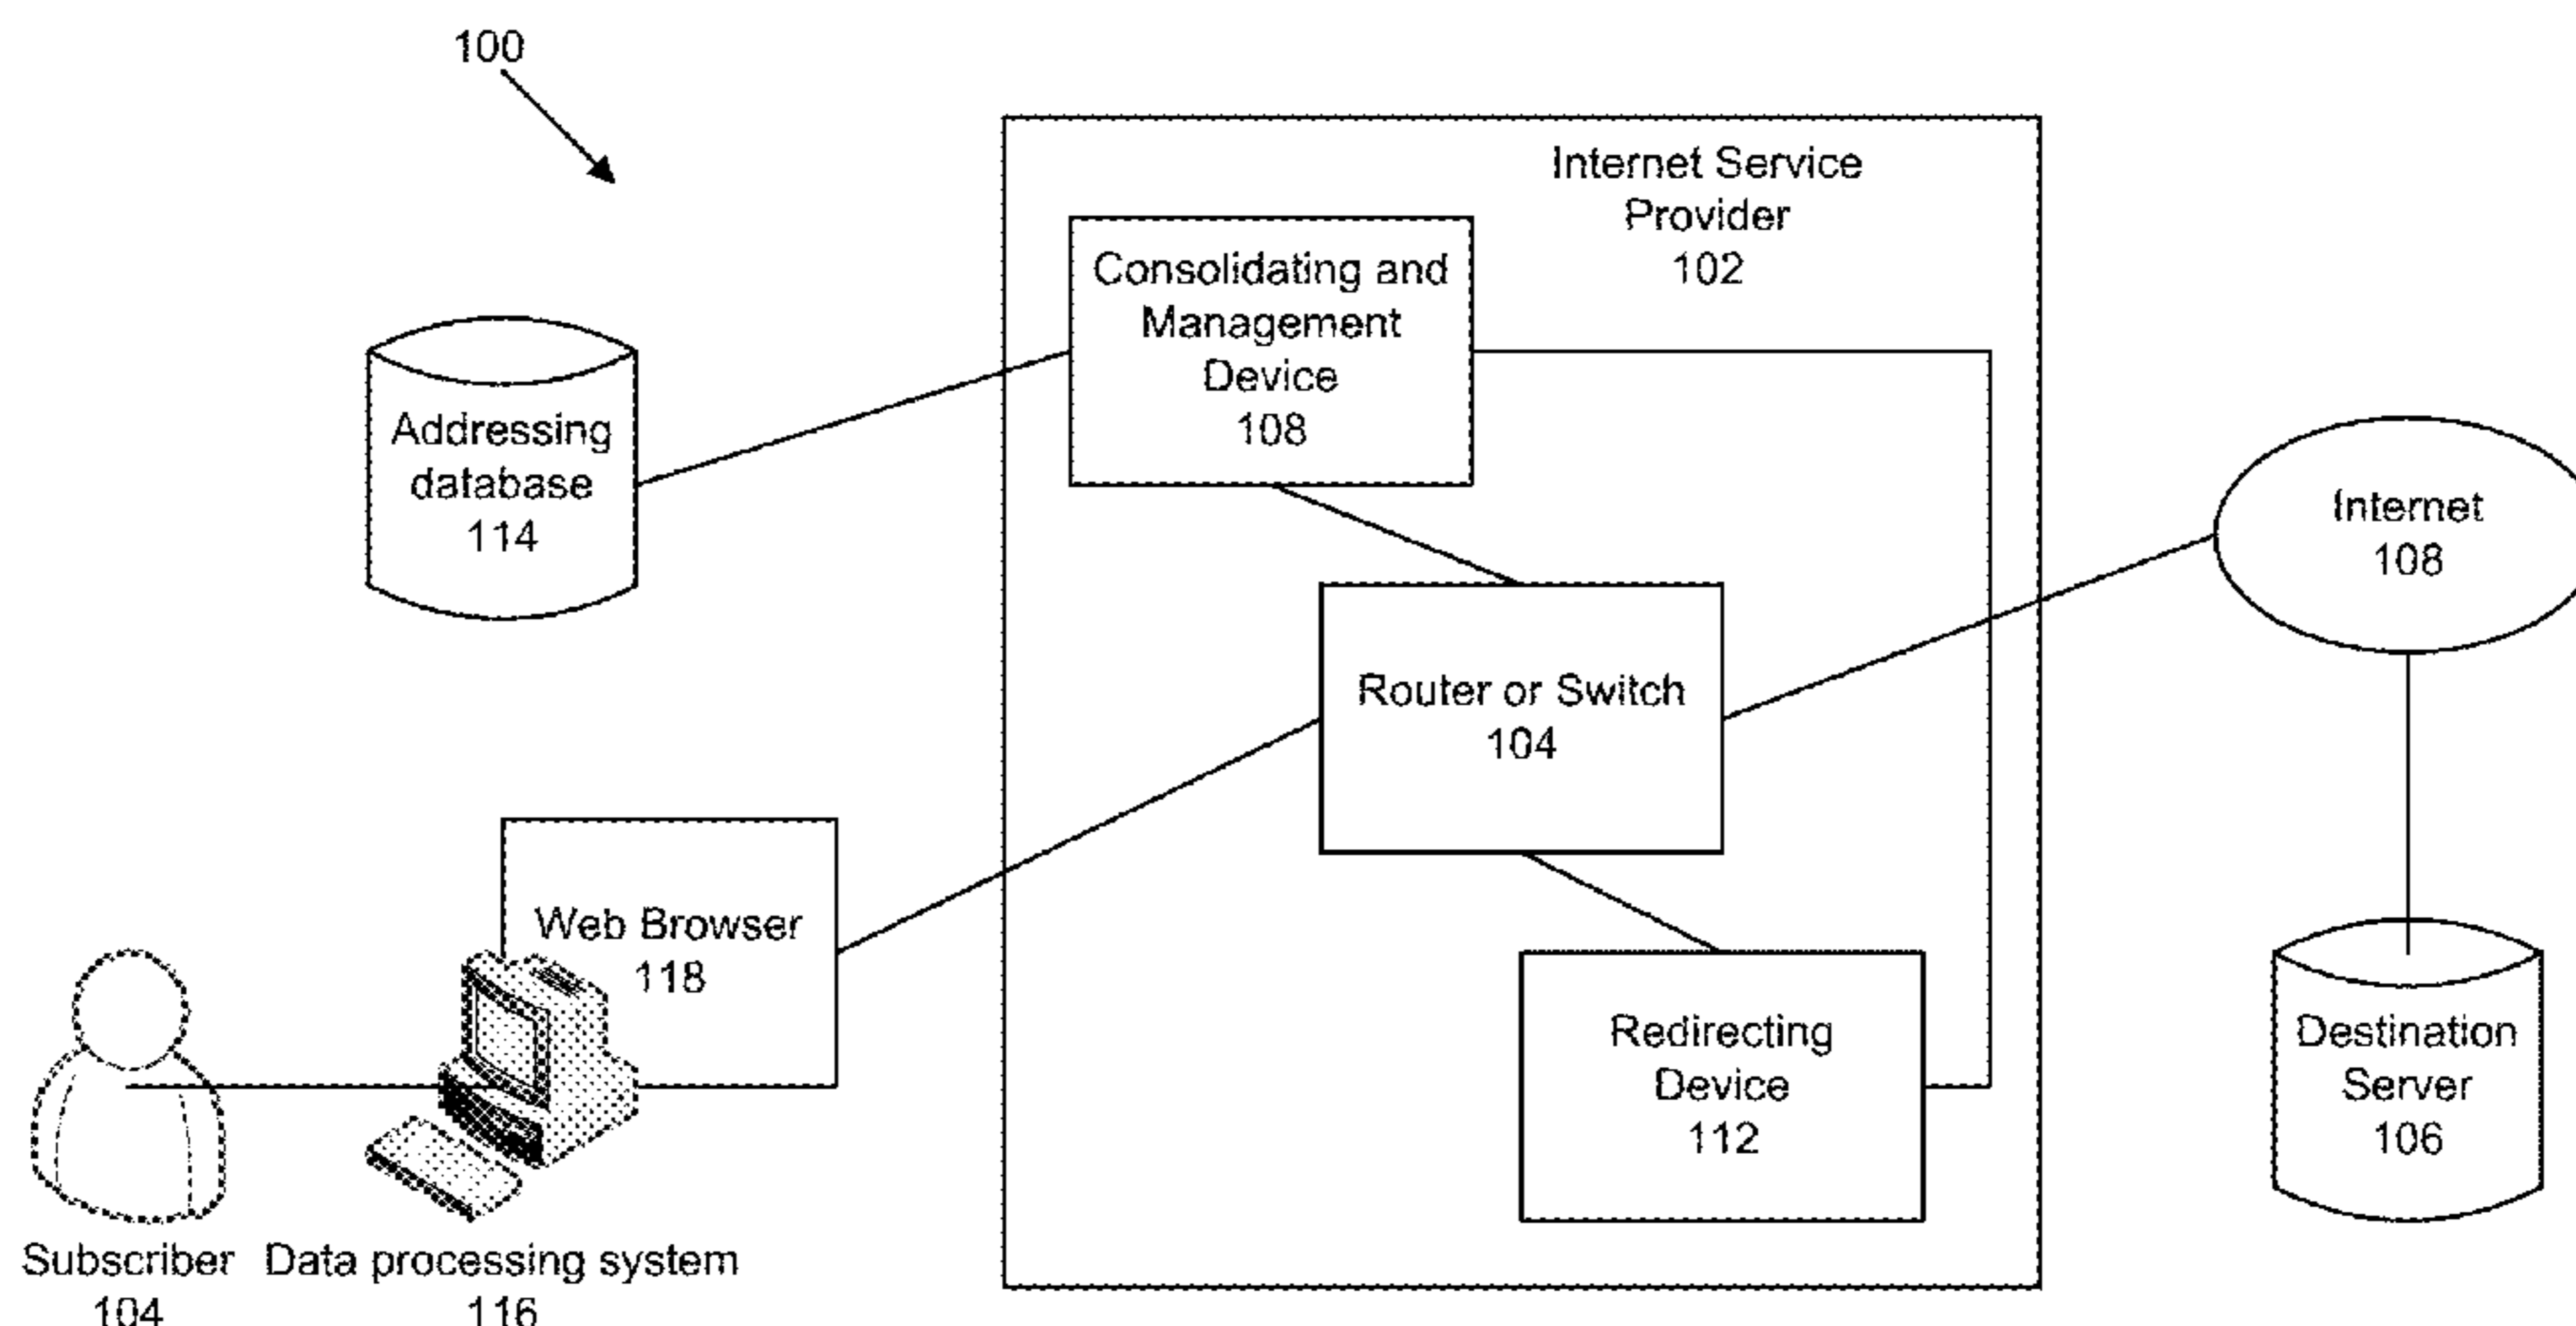 100
Internet Service
Provider
102
Consolidating and
Management
Device
108
Addressing
database
114
Internet
108
Router or Switch
104
Web Browser
118
Redirecting
Device
112
Destination
Server
106
Subscriber
104
Data processing system
116